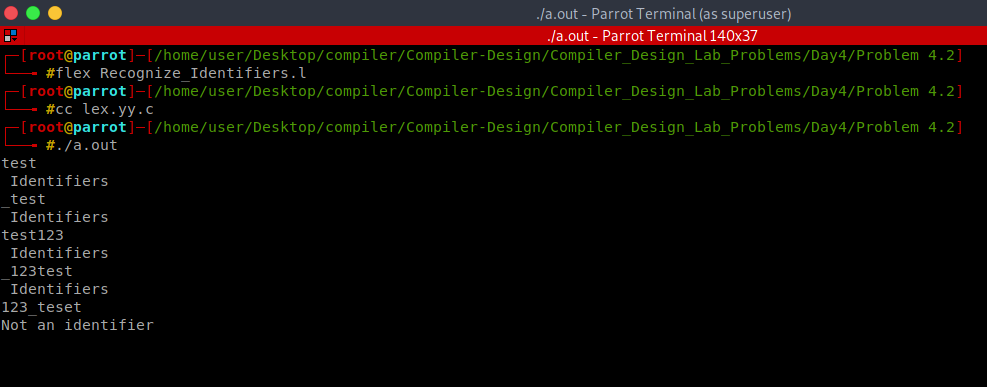 ./a.out - Parrot Terminal (as superuser)
./a.out - Parrot Terminal 140x37
┌─[root@parrot]─[/home/user/Desktop/compiler/Compiler-Design/Compiler_Design_Lab_Problems/Day4/Problem 4.2]
└──╼ #flex Recognize_Identifiers.l
┌─[root@parrot]─[/home/user/Desktop/compiler/Compiler-Design/Compiler_Design_Lab_Problems/Day4/Problem 4.2]
└──╼ #cc lex.yy.c
┌─[root@parrot]─[/home/user/Desktop/compiler/Compiler-Design/Compiler_Design_Lab_Problems/Day4/Problem 4.2]
└──╼ #./a.out
test
 Identifiers
_test
 Identifiers
test123
 Identifiers
_123test
 Identifiers
123_teset
Not an identifier